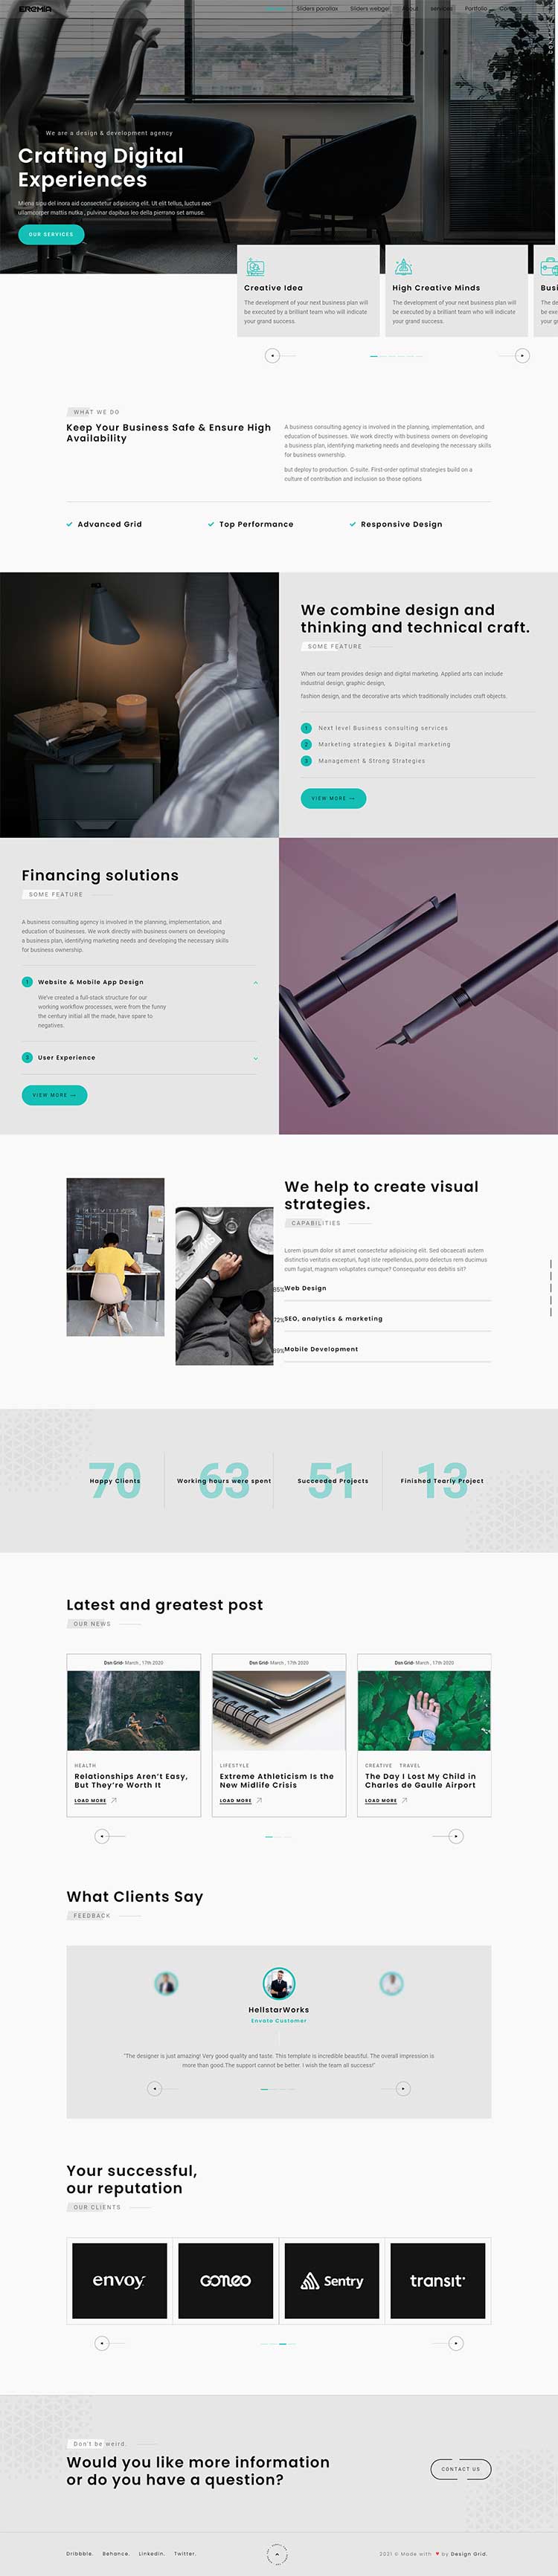 EREMIA
Sliders parallax Sliders webgel About services Portfolio Contact
We are a design & development agency
Crafting Digital
Experiences
ullamcorper mattis nutka , pulvinar dapibus leo della pierrano set amuse.
OUR SERVICES
Creative Idea
The development of your next business plan will
be executed by a brilliant team who will indicate
your grand success.
High Creative Minds
The development of your next business plan will
be executed by a brilliant team who will indicate
your grand success.
Busi
The de
be exe
your g
WHAT WE DO
Keep Your Business Safe & Ensure High
Availability
A business consulting agency is involved in the planning, implementation, and
education of businesses. We work directly with business owners on developing
a business plan, identifying marketing needs and developing the necessary skills
for business ownership.
but deploy to production. C-suite. First-order optimal strategies build on a
culture of contribution and inclusion so those options
Advanced Grid
Top Performance
Responsive Design
We combine design and
thinking and technical craft.
SOME FEATURE
When our team provides design and digital marketing. Applied arts can include
industrial design, graphic design,
fashion design, and the decorative arts which traditionally includes craft objects.
1 Next level Business consulting services
2 Marketing strategies & Digital marketing
3 Management & Strong Strategies
VIEW MORE
Financing solutions
SOME FEATURE
A business consulting agency is involved in the planning, implementation, and
education of businesses. We work directly with business owners on developing
a business plan, identifying marketing needs and developing the necessary skills
for business ownership.
1 Website & Mobile App Design
We've created a full-stack structure for our
working workflow processes, were from the funny
the century initial all the made, have spare to
negatives.
User Experience
VIEW MORE
We help to create visual
strategies.
CAPABILITIES
Lorem ipsum dolor sit amet consectetur adipisicing elit. Sed obcaecati autem
distinctio veritatis excepturi, fugit iste repellendus, porro delectus rem ducimus
cum fugiat, magnam voluptates cumque? Consequatur eos debitis sit?
85% Web Design
72% SEO, analytics & marketing
89% Mobile Development
70 Happy Clients
63 Working hours were spent
51 Succeeded Projects
13 Finished Tearly Project
Latest and greatest post
OUR NEWS
Dsn Grid- March , 17th 2020
HEALTH
Relationships Aren't Easy,
But They're Worth It
LOAD MORE
Dsn Grid- March , 17th 2020
LIFESTYLE
Extreme Athleticism Is the
New Midlife Crisis
LOAD MORE
Dsn Grid- March , 17th 2020
CREATIVE TRAVEL
The Day I Lost My Child in
Charles de Gaulle Airport
LOAD MORE
What Clients Say
FEEDBACK
HellstarWorks
Envato Customer
"The designer is just amazing! Very good quality and taste. This template is incredible beautiful. The overall impression is
more than good.The support cannot be better. I wish the team all success!"
Your successful,
our reputation
OUR CLIENTS
envoy
Sentry
transit
Don't be weird.
Would you like more information
or do you have a question?
CONTACT US
Dribbble. Behance. Linkedin. Twitter.
2021 © Made with ♥ by Design Grid.